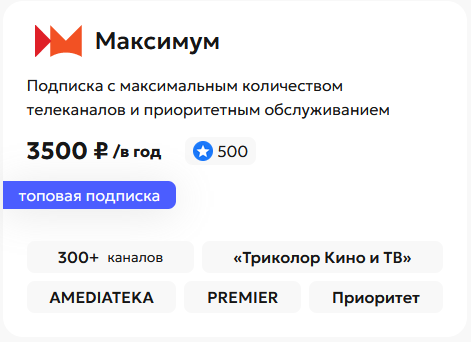 Максимум
Подписка с максимальным количеством
телеканалов и приоритетным обслуживанием
3500 ₽ /в год 500
топовая подписка
300+ каналов «Триколор Кино и ТВ»
AMEDIATEKA PREMIER Приоритет